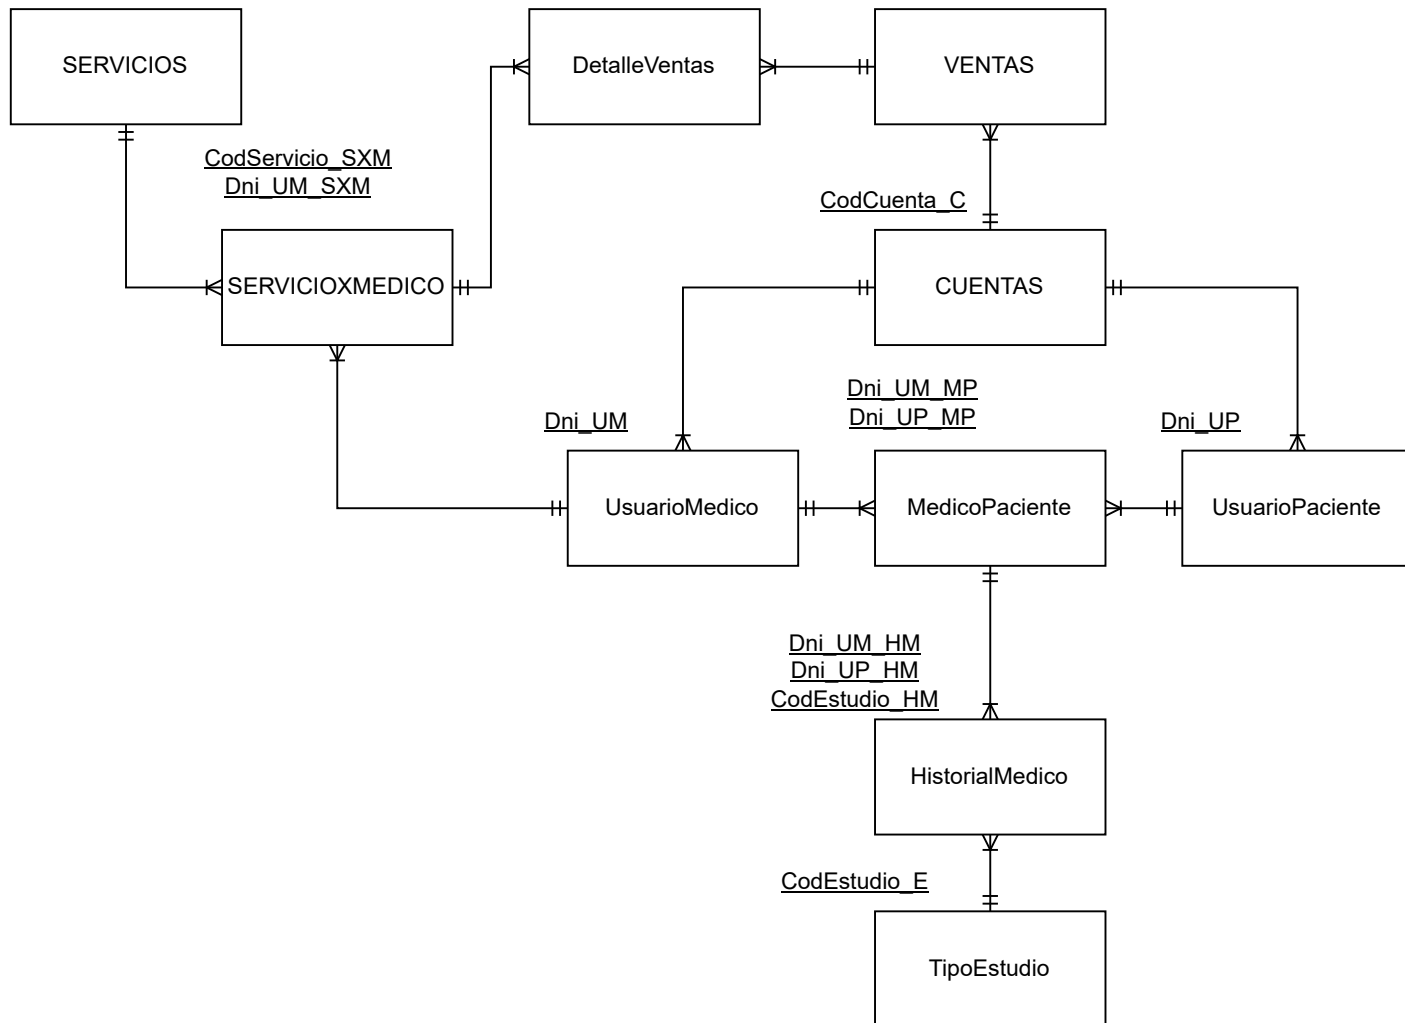 SERVICIOS
DetalleVentas
VENTAS
CodServicio_SXM
Dni_UM_SXM
CodCuenta_C
SERVICIOXMEDICO
CUENTAS
Dni_UM_MP
Dni_UP_MP
Dni_UM
Dni_UP
UsuarioMedico
MedicoPaciente
UsuarioPaciente
Dni_UM_HM
Dni_UP_HM
CodEstudio_HM
HistorialMedico
CodEstudio_E
TipoEstudio